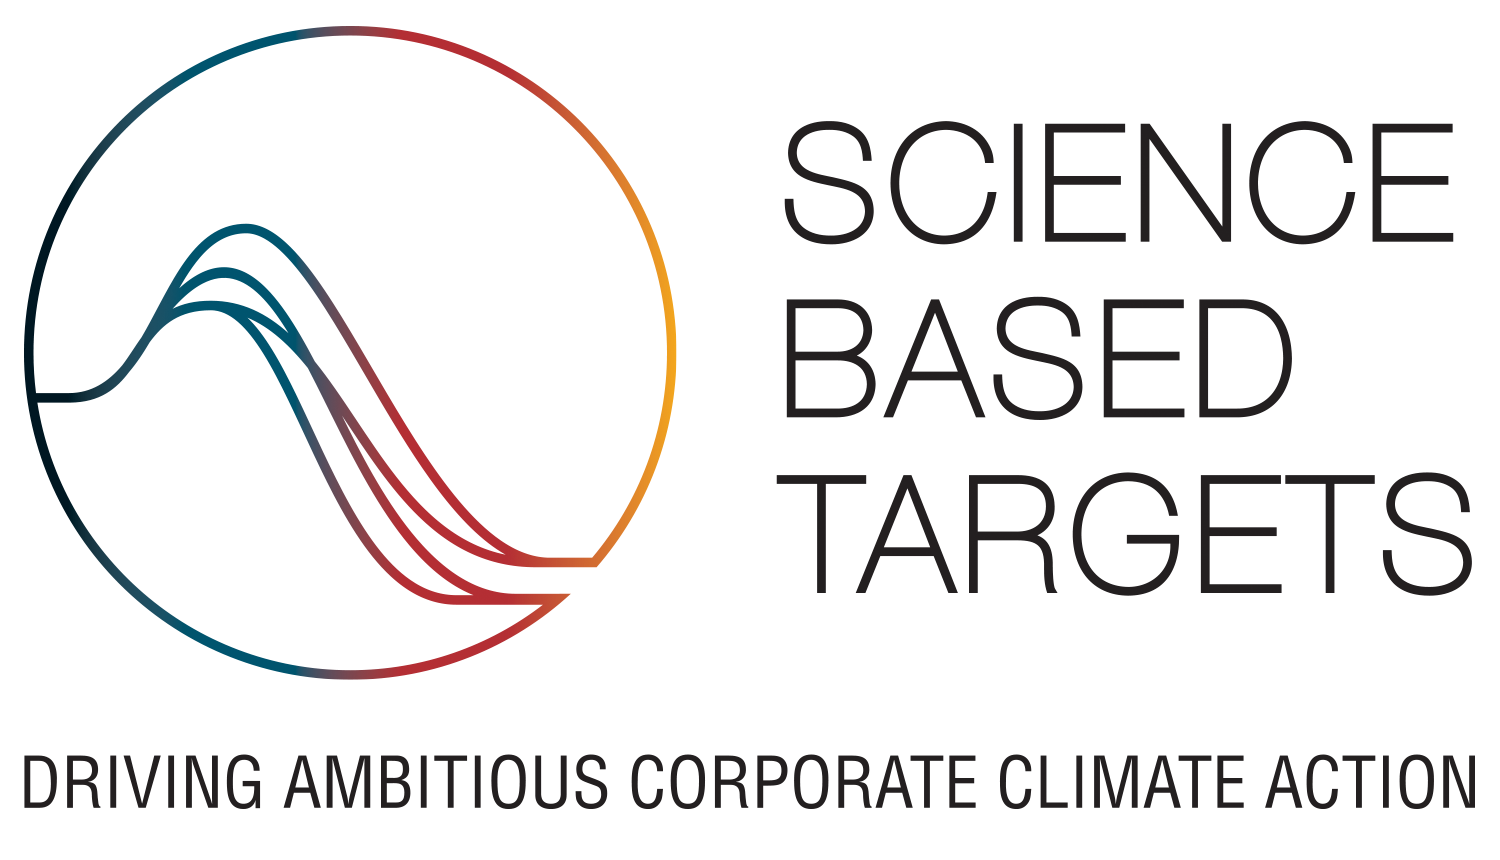 SCIENCE
BASED
TARGETS
DRIVING AMBITIOUS CORPORATE CLIMATE ACTION